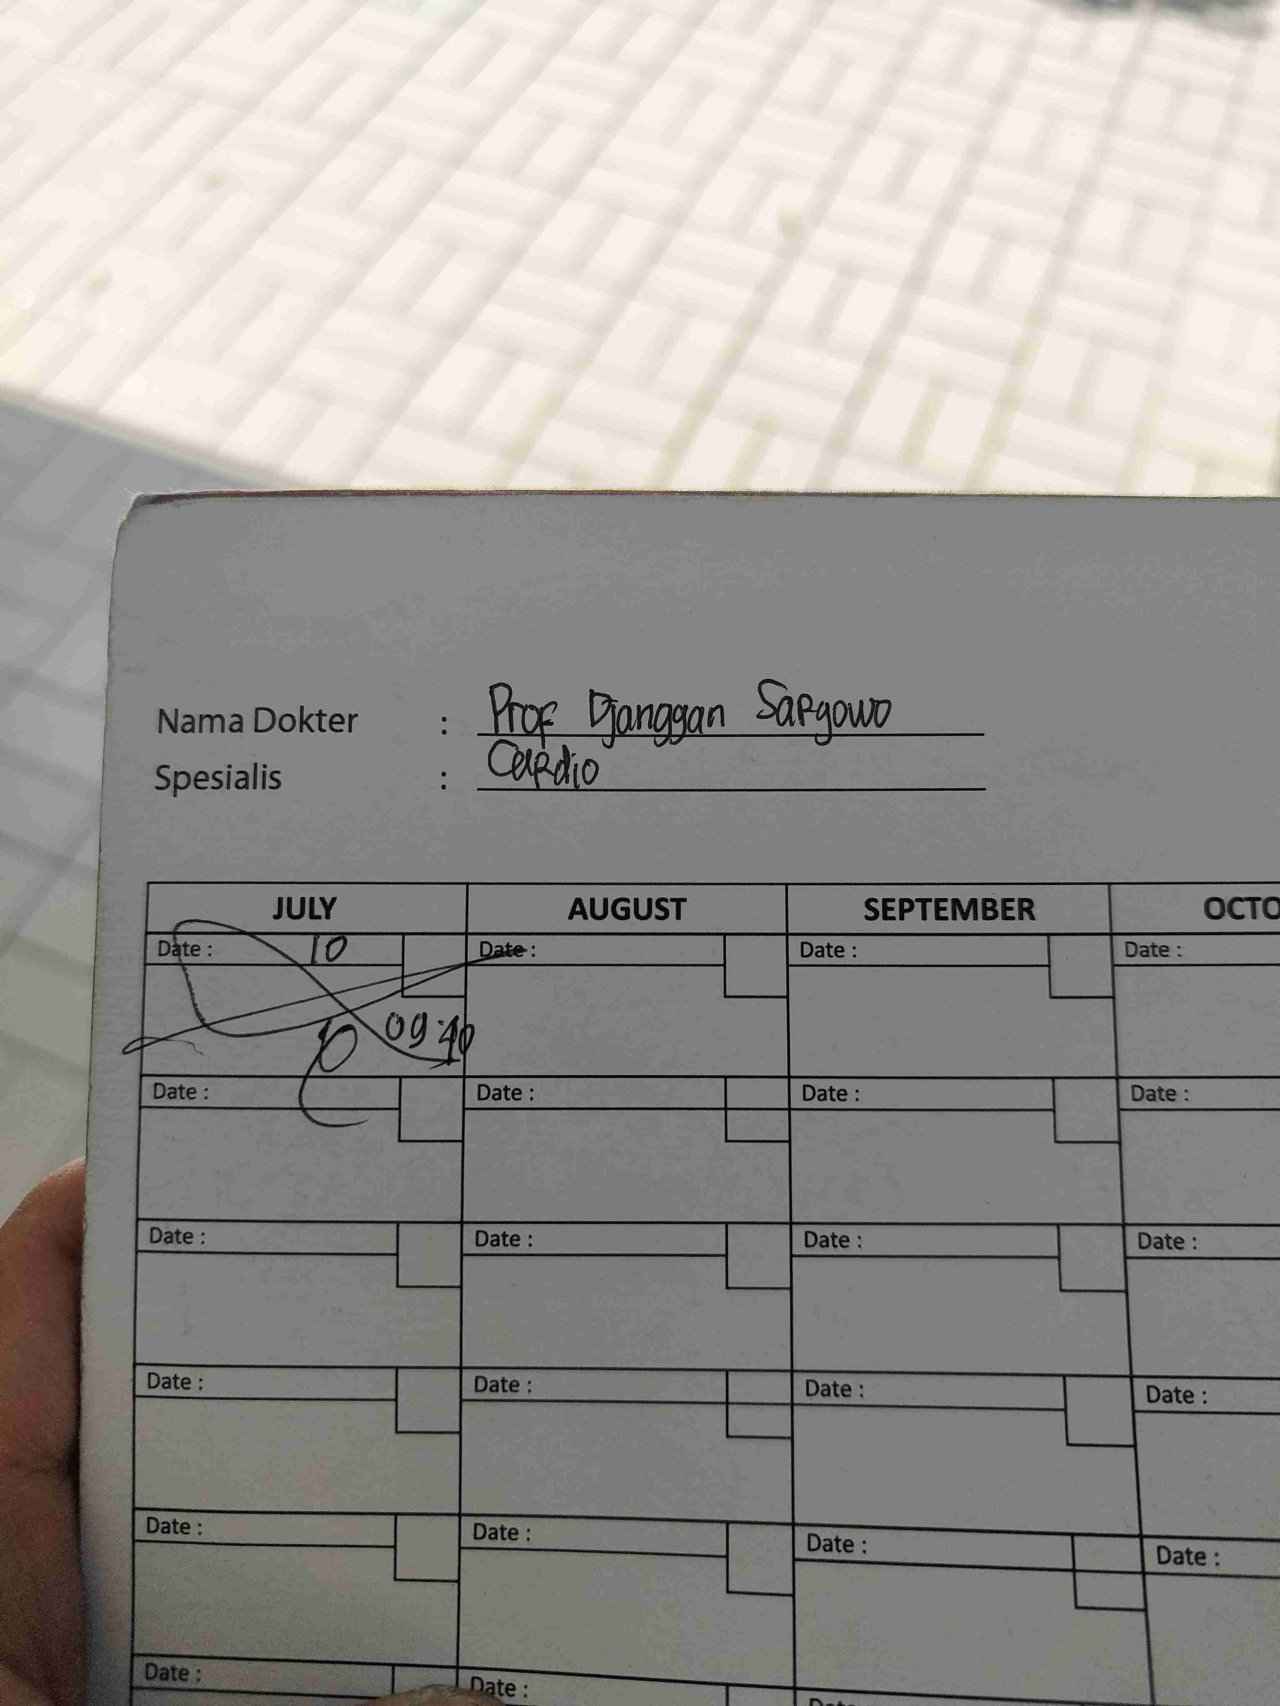 Nama Dokter : Prof Djanggan Sargowo
Spesialis : Cardio
JULY AUGUST SEPTEMBER OCTO
Date : 10 Date : Date : Date :
09:40
Date : Date : Date : Date :
Date : Date : Date : Date :
Date : Date : Date : Date :
Date : Date : Date : Date :
Date : Date :